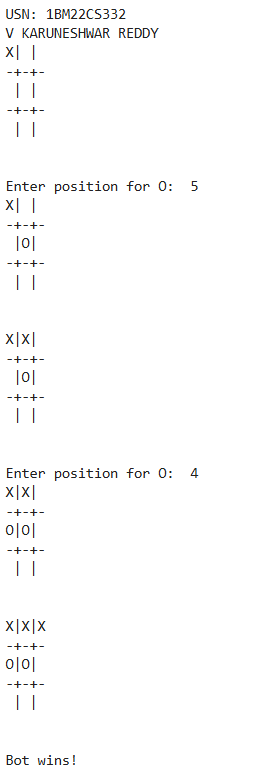 USN: 1BM22CS332
V KARUNESHWAR REDDY
X| |
-+-+-
 | |
-+-+-
 | |

Enter position for O:  5
X| |
-+-+-
 |O|
-+-+-
 | |

X|X|
-+-+-
 |O|
-+-+-
 | |

Enter position for O:  4
X|X|
-+-+-
O|O|
-+-+-
 | |

X|X|X
-+-+-
O|O|
-+-+-
 | |

Bot wins!